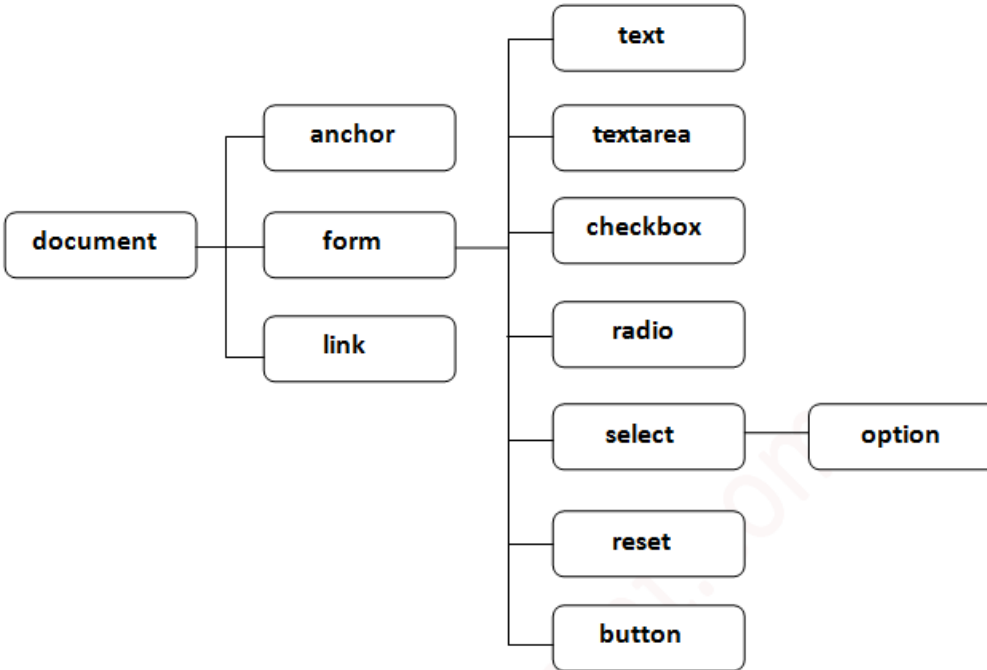 text
anchor
textarea
document
form
checkbox
link
radio
select
option
reset
button